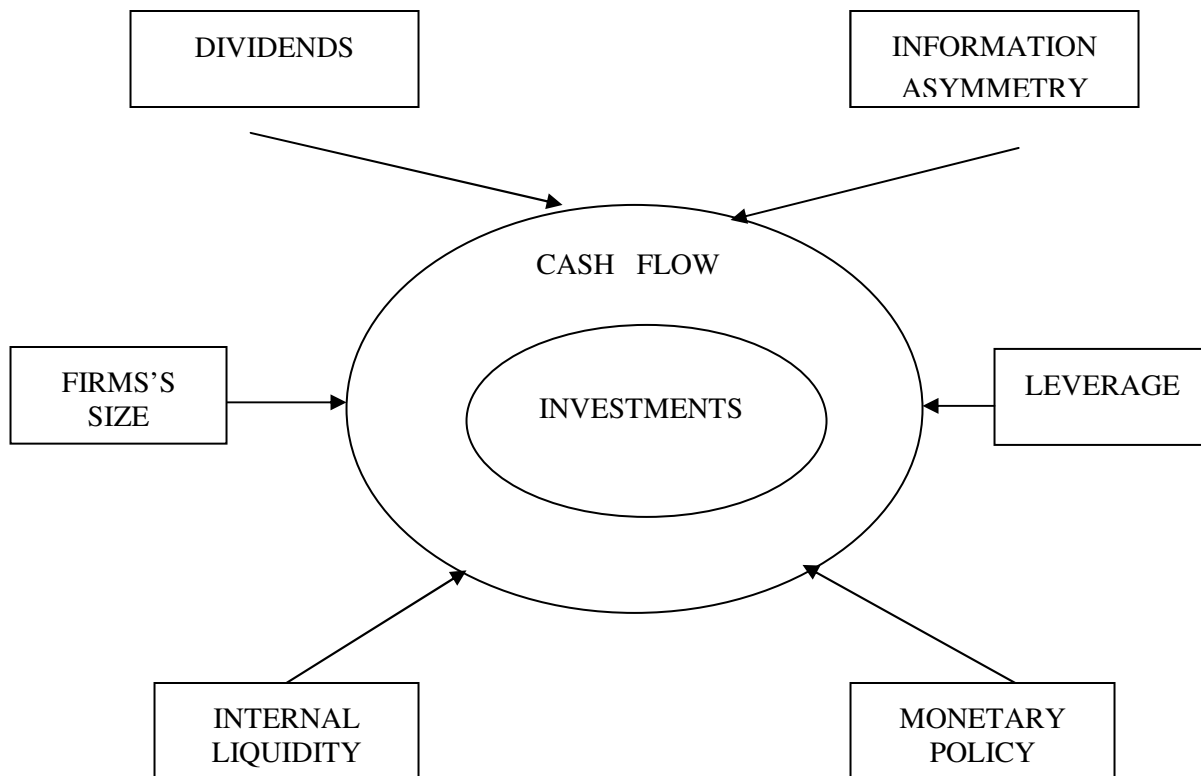 DIVIDENDS
INFORMATION
ASYMMETRY
CASH FLOW
FIRMS’S
SIZE
INVESTMENTS
LEVERAGE
INTERNAL
LIQUIDITY
MONETARY
POLICY